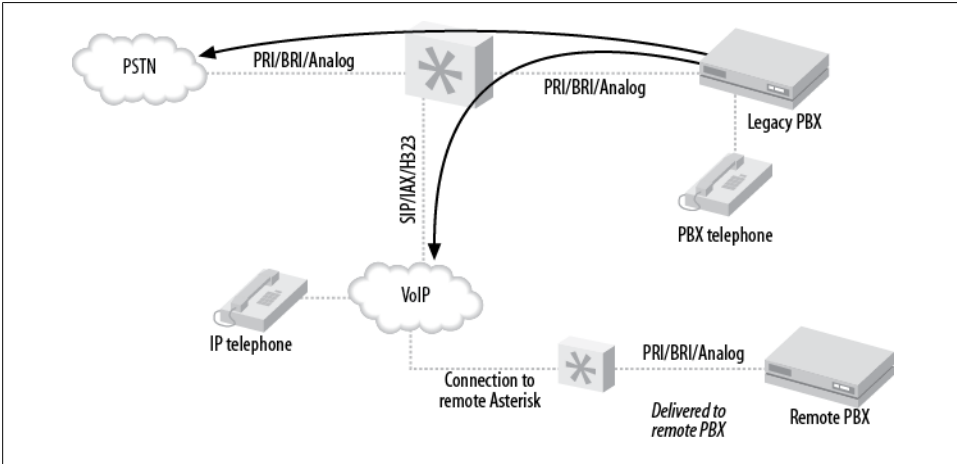 PSTN
PRI/BRI/Analog
PRI/BRI/Analog
Legacy PBX
SIP/IAX/H323
PBX telephone
VoIP
IP telephone
PRI/BRI/Analog
Connection to
remote Asterisk
Delivered to
remote PBX
Remote PBX